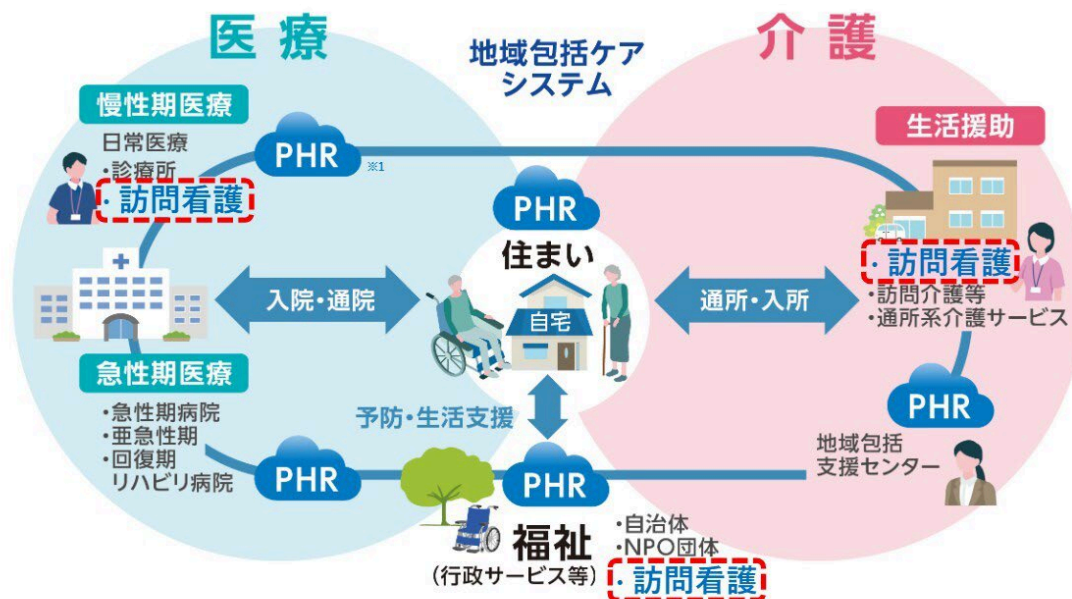 医療
地域包括ケア
システム
介護
慢性期医療
日常医療
・診療所
・訪問看護
PHR
※1
PHR
住まい
自宅
生活援助
・訪問看護
・訪問介護等
・通所系介護サービス
入院・通院
通所・入所
急性期医療
・急性期病院
・亜急性期
・回復期
リハビリ病院
予防・生活支援
PHR
PHR
PHR
地域包括
支援センター
福祉
(行政サービス等)
・自治体
・NPO団体
・訪問看護